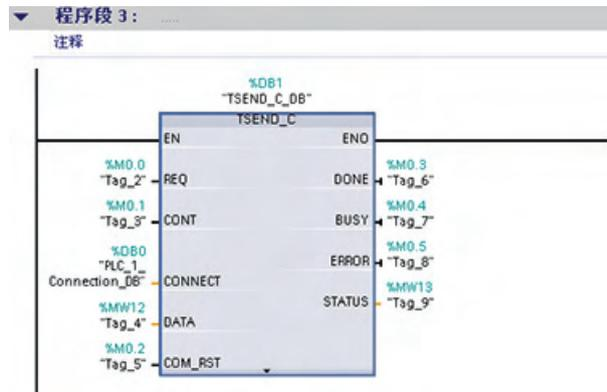 程序段 3：
.....
注释
%DB1
"TSEND_C_DB"
TSEND_C
EN ENO
%M0.0
"Tag_2" REQ
%M0.3
DONE "Tag_6"
%M0.1
"Tag_3" CONT
%M0.4
BUSY "Tag_7"
%DB0
"PLC_1_
Connection_DB" CONNECT
%M0.5
ERROR "Tag_8"
%MW13
STATUS "Tag_9"
%MW12
"Tag_4" DATA
%M0.2
"Tag_5" COM_RST